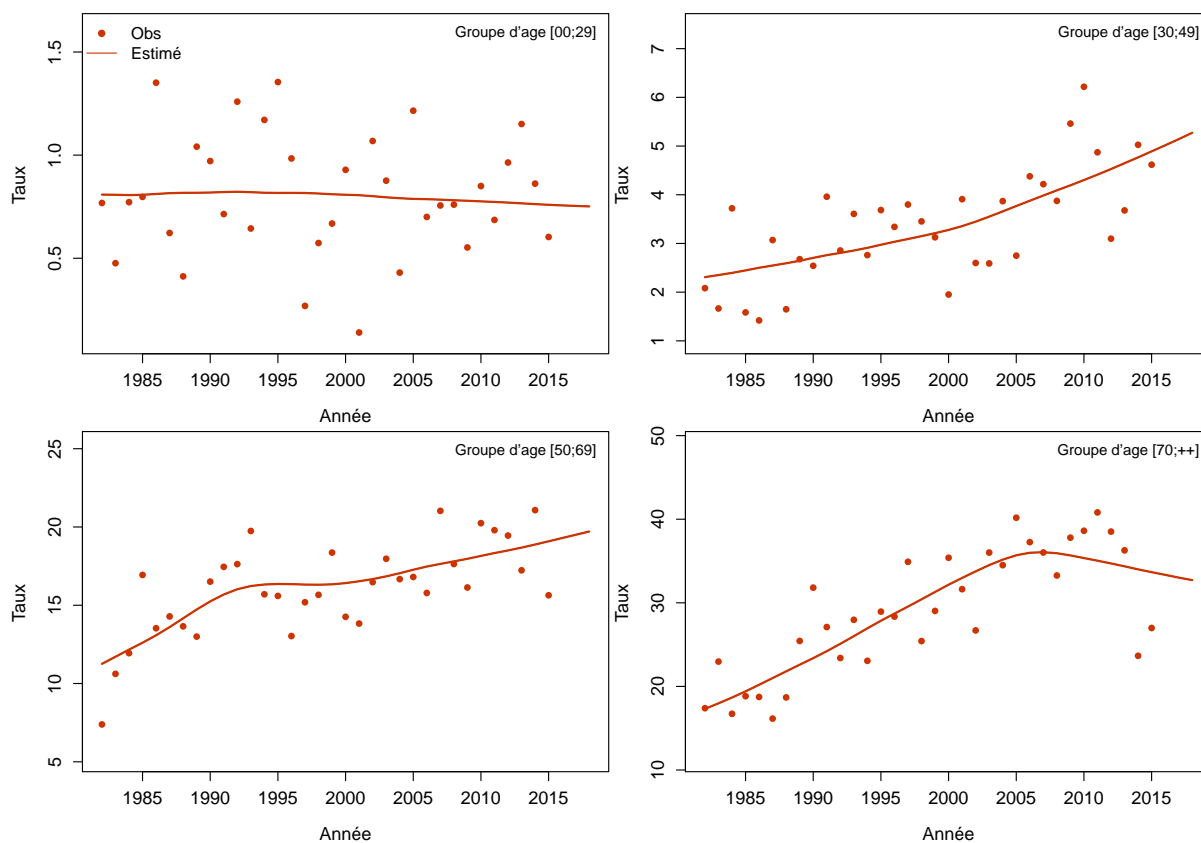 Obs
Estimé
Groupe d'age [00;29]
Taux
1.5
1.0
0.5
1985 1990 1995 2000 2005 2010 2015
Année
Groupe d'age [30;49]
Taux
7
6
5
4
3
2
1
1985 1990 1995 2000 2005 2010 2015
Année
Groupe d'age [50;69]
Taux
25
20
15
10
5
1985 1990 1995 2000 2005 2010 2015
Année
Groupe d'age [70;++]
Taux
50
40
30
20
10
1985 1990 1995 2000 2005 2010 2015
Année